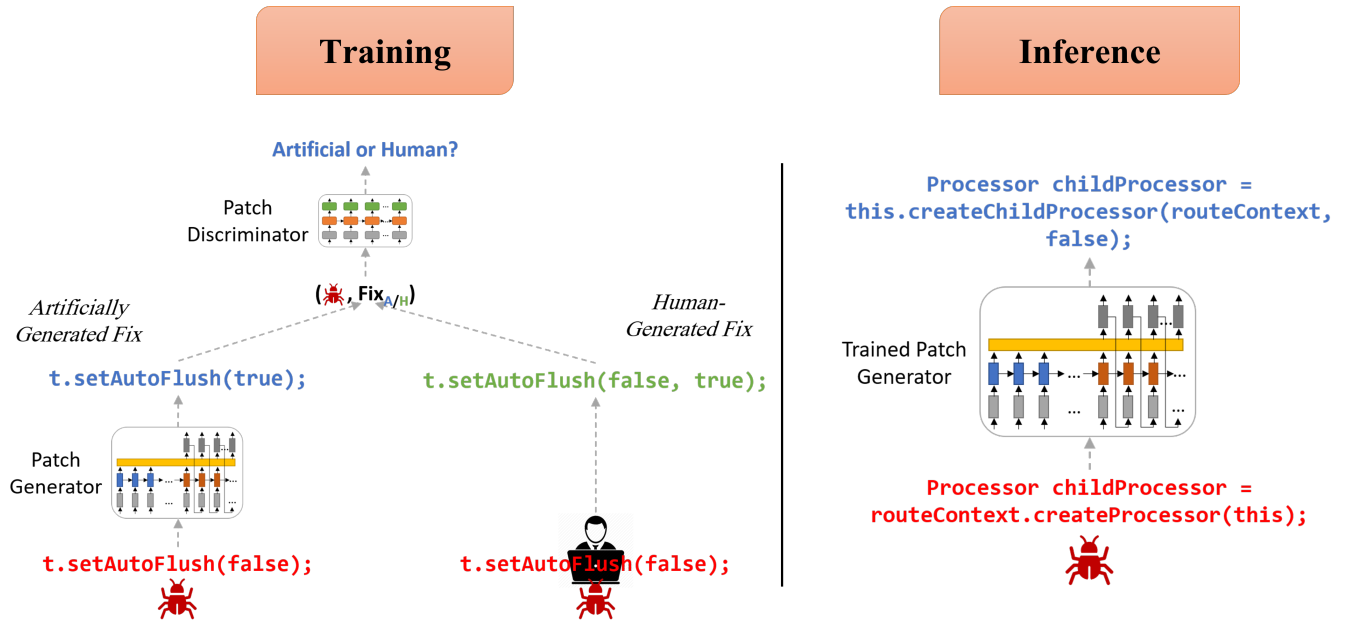 Training
Inference
Artificial or Human?
Patch
Discriminator
( , Fix A/H)
Artificially
Generated Fix
Human-
Generated Fix
t.setAutoFlush(true);
t.setAutoFlush(false, true);
Patch
Generator
...
t.setAutoFlush(false);
t.setAutoFlush(false);
Processor childProcessor =
this.createChildProcessor(routeContext,
false);
Trained Patch
Generator
...
Processor childProcessor =
routeContext.createProcessor(this);